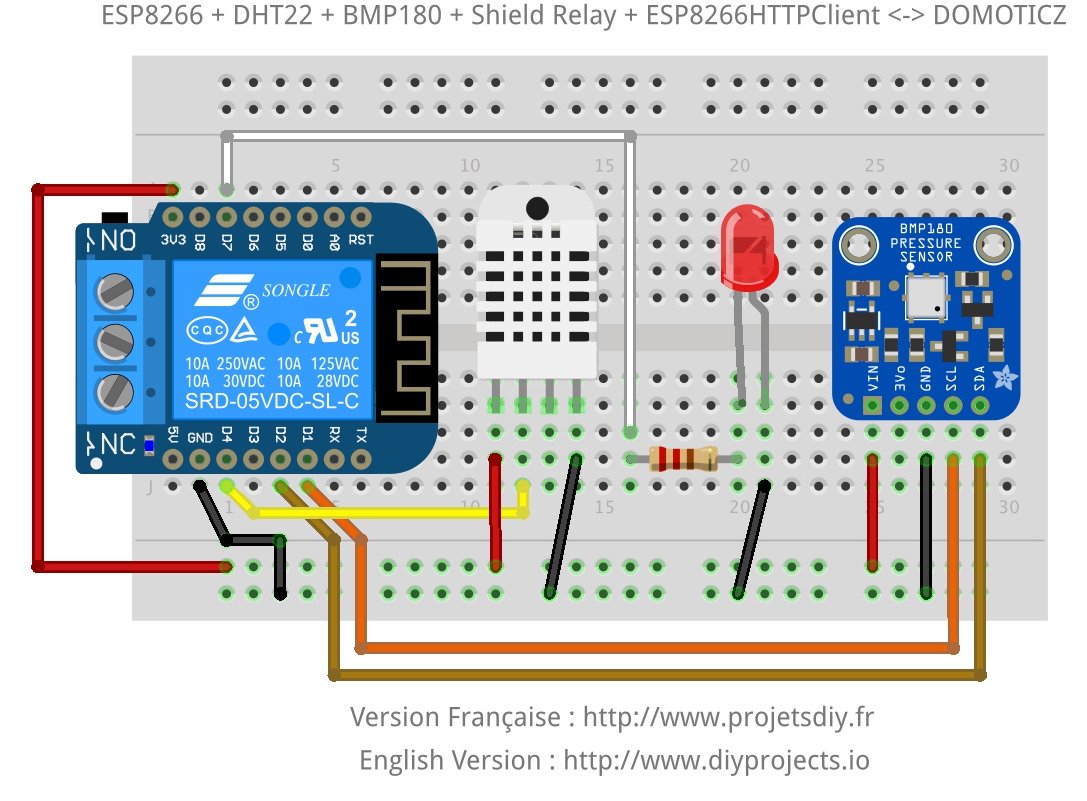 ESP8266 + DHT22 + BMP180 + Shield Relay + ESP8266HTTPClient <-> DOMOTICZ
5 10 15 20 25 30
NO
3V3 D8 D7 D6 D5 D0 A0 RST
SONGLE
®
CQC c RU 2 US
10A 250VAC 10A 125VAC
10A 30VDC 10A 28VDC
SRD-05VDC-SL-C
NC
5V GND D4 D3 D2 D1 RX TX
BMP180
PRESSURE
SENSOR
VIN 3Vo GND SCL SDA
J
1 10 15 20 25 30
Version Française : http://www.projetsdiy.fr
English Version : http://www.diyprojects.io